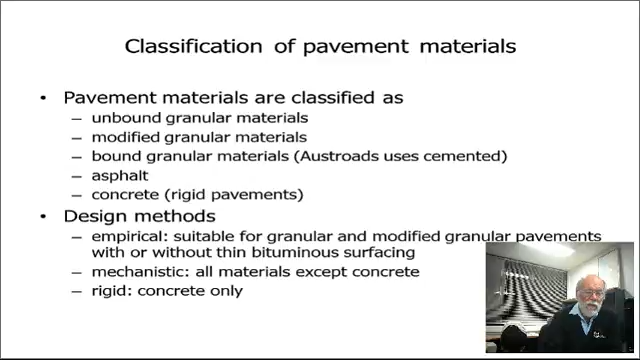 Classification of pavement materials
• Pavement materials are classified as
– unbound granular materials
– modified granular materials
– bound granular materials (Austroads uses cemented)
– asphalt
– concrete (rigid pavements)
• Design methods
– empirical: suitable for granular and modified granular pavements
with or without thin bituminous surfacing
– mechanistic: all materials except concrete
– rigid: concrete only